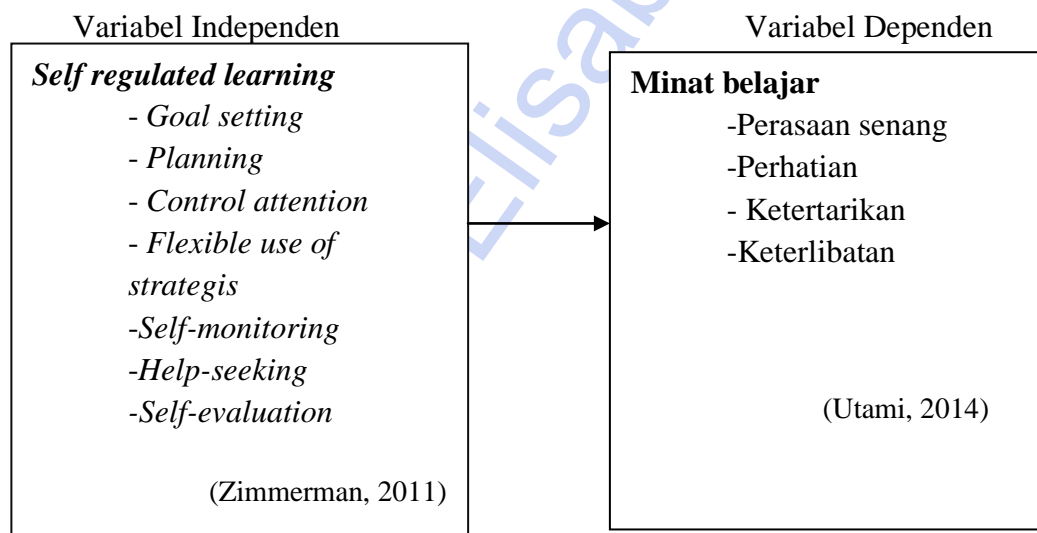 Variabel Independen
Variabel Dependen
Self regulated learning
- Goal setting
- Planning
- Control attention
- Flexible use of
strategis
-Self-monitoring
-Help-seeking
-Self-evaluation
(Zimmerman, 2011)
Minat belajar
-Perasaan senang
-Perhatian
- Ketertarikan
-Keterlibatan
(Utami, 2014)
Elisab